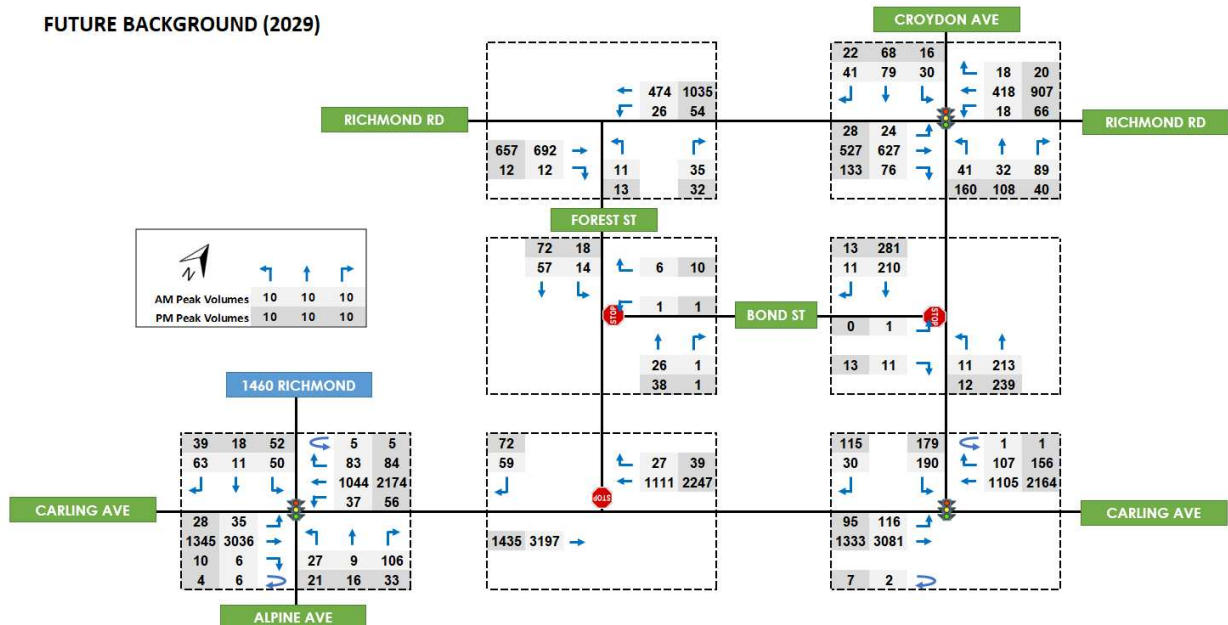 FUTURE BACKGROUND (2029)
CROYDON AVE
22 68 16
41 79 30
18 20
418 907
18 66
474 1035
26 54
RICHMOND RD
RICHMOND RD
657 692
12 12
11 35
13 32
28 24
527 627
133 76
41 32 89
160 108 40
FOREST ST
N
AM Peak Volumes 10 10 10
PM Peak Volumes 10 10 10
72 18
57 14
6 10
1 1
STOP
BOND ST
26 1
38 1
13 281
11 210
0 1
STOP
13 11
11 213
12 239
1460 RICHMOND
39 18 52
63 11 50
5 5
83 84
1044 2174
37 56
72
59
27 39
1111 2247
STOP
115 179
30 190
1 1
107 156
1105 2164
CARLING AVE
CARLING AVE
28 35
1345 3036
10 6
4 6
27 9 106
21 16 33
1435 3197
95 116
1333 3081
7 2
ALPINE AVE